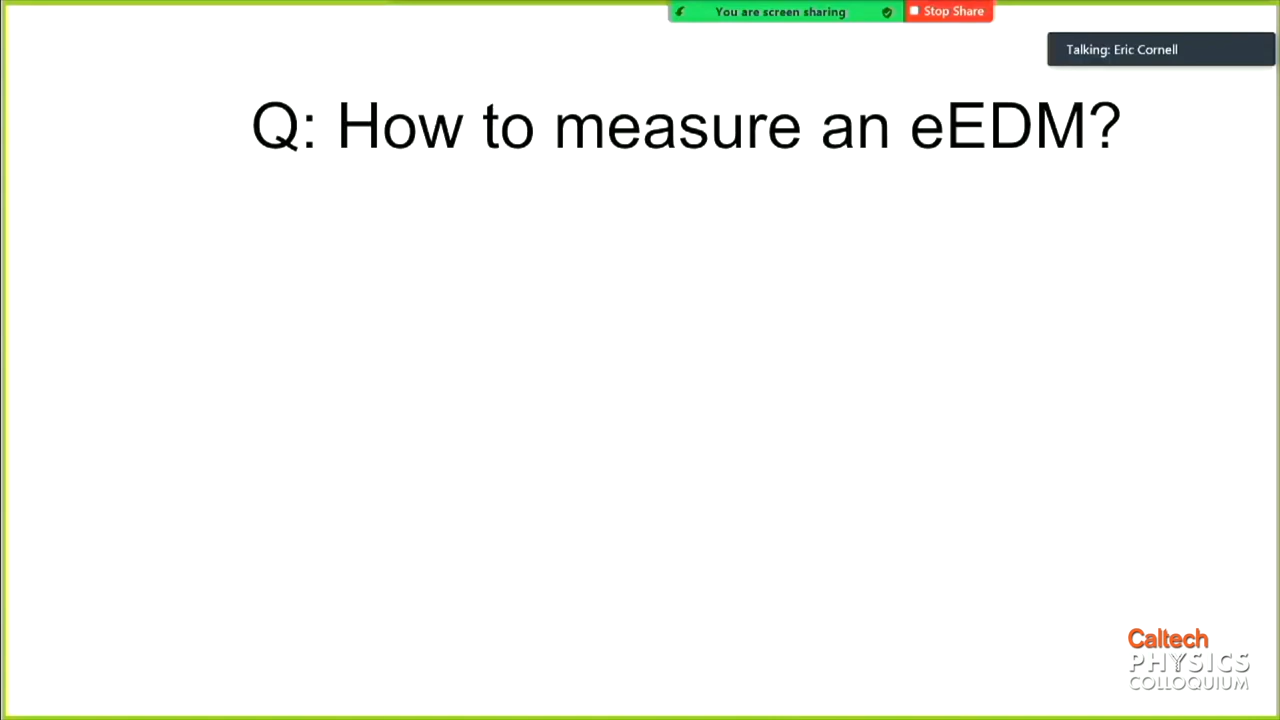 You are screen sharing
Stop Share
Talking: Eric Cornell
Q: How to measure an eEDM?
Caltech
PHYSICS
COLLOQUIUM